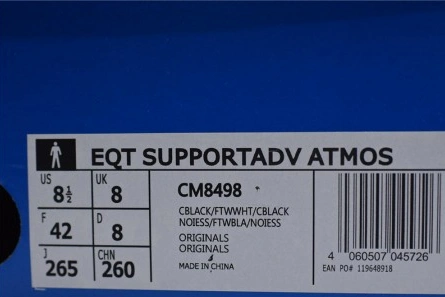 EQT SUPPORTADV ATMOS
US 8½ UK 8
F 42 D 8
J 265 CHN 260
CM8498
CBLACK/FTWWHT/CBLACK
NOIESS/FTWBLA/NOIESS
ORIGINALS
ORIGINALS
MADE IN CHINA
4 060507 045726
EAN PO# 119648918